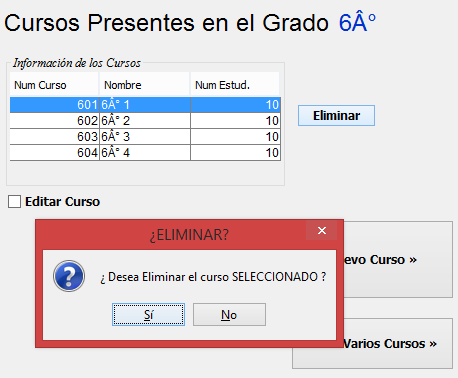 Cursos Presentes en el Grado 6Â°
Información de los Cursos
Num Curso Nombre Num Estud.
601 6Â° 1 10
602 6Â° 2 10
603 6Â° 3 10
604 6Â° 4 10
Eliminar
Editar Curso
¿ELIMINAR?
x
¿ Desea Eliminar el curso SELECCIONADO ?
Sí No
evo Curso »
Varios Cursos »